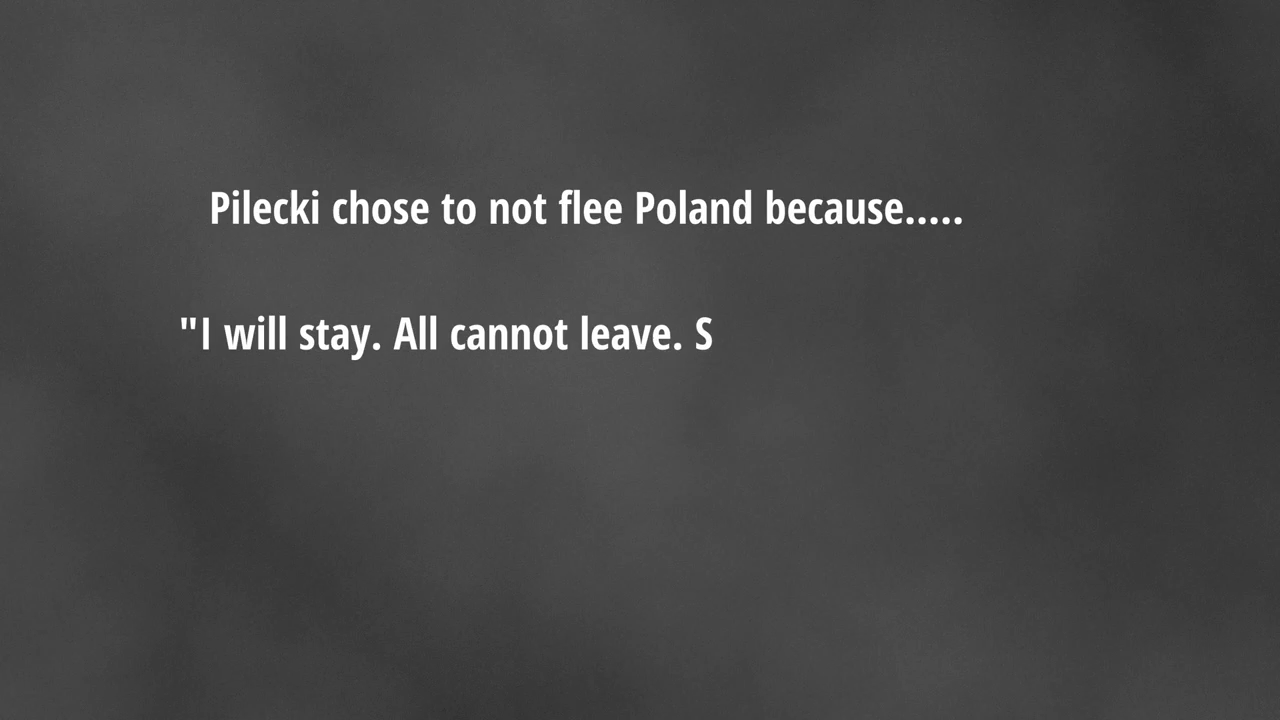 Pilecki chose to not flee Poland because.....
"I will stay. All cannot leave. S